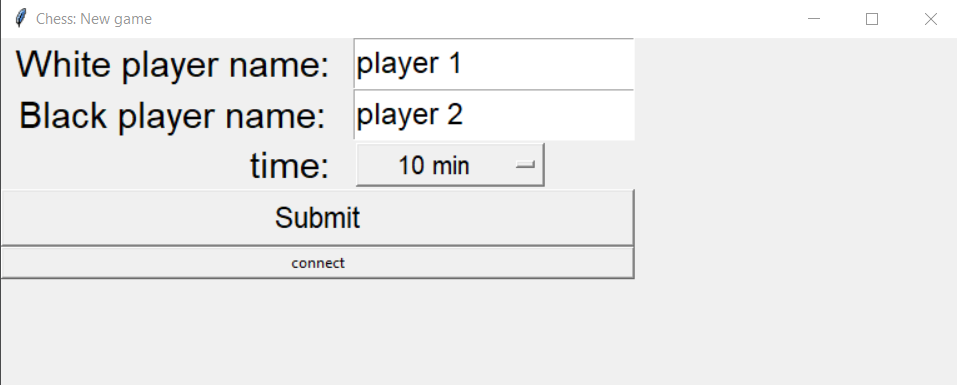 Chess: New game
White player name: player 1
Black player name: player 2
time: 10 min
Submit
connect